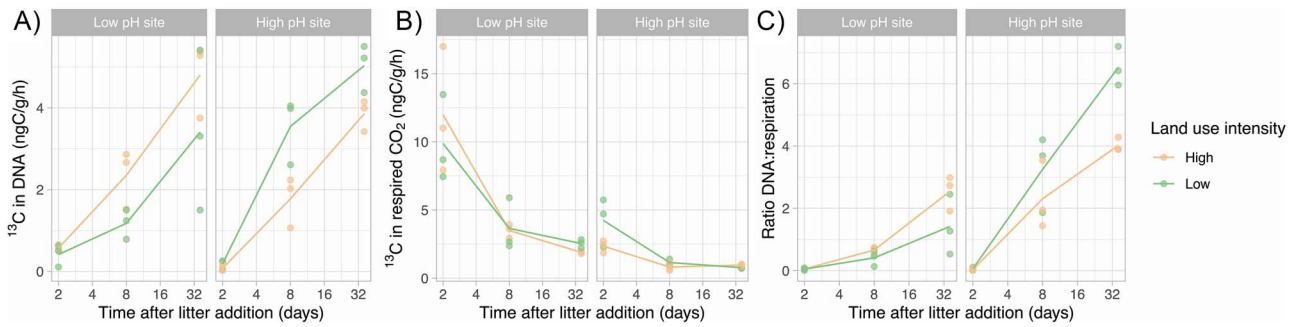 A)
Low pH site
High pH site
¹³C in DNA (ngC/g/h)
4
2
0
2 4 8 16 32
2 4 8 16 32
Time after litter addition (days)
B)
Low pH site
High pH site
¹³C in respired CO₂ (ngC/g/h)
15
10
5
0
2 4 8 16 32
2 4 8 16 32
Time after litter addition (days)
C)
Low pH site
High pH site
Ratio DNA:respiration
6
4
2
0
2 4 8 16 32
2 4 8 16 32
Time after litter addition (days)
Land use intensity
High
Low